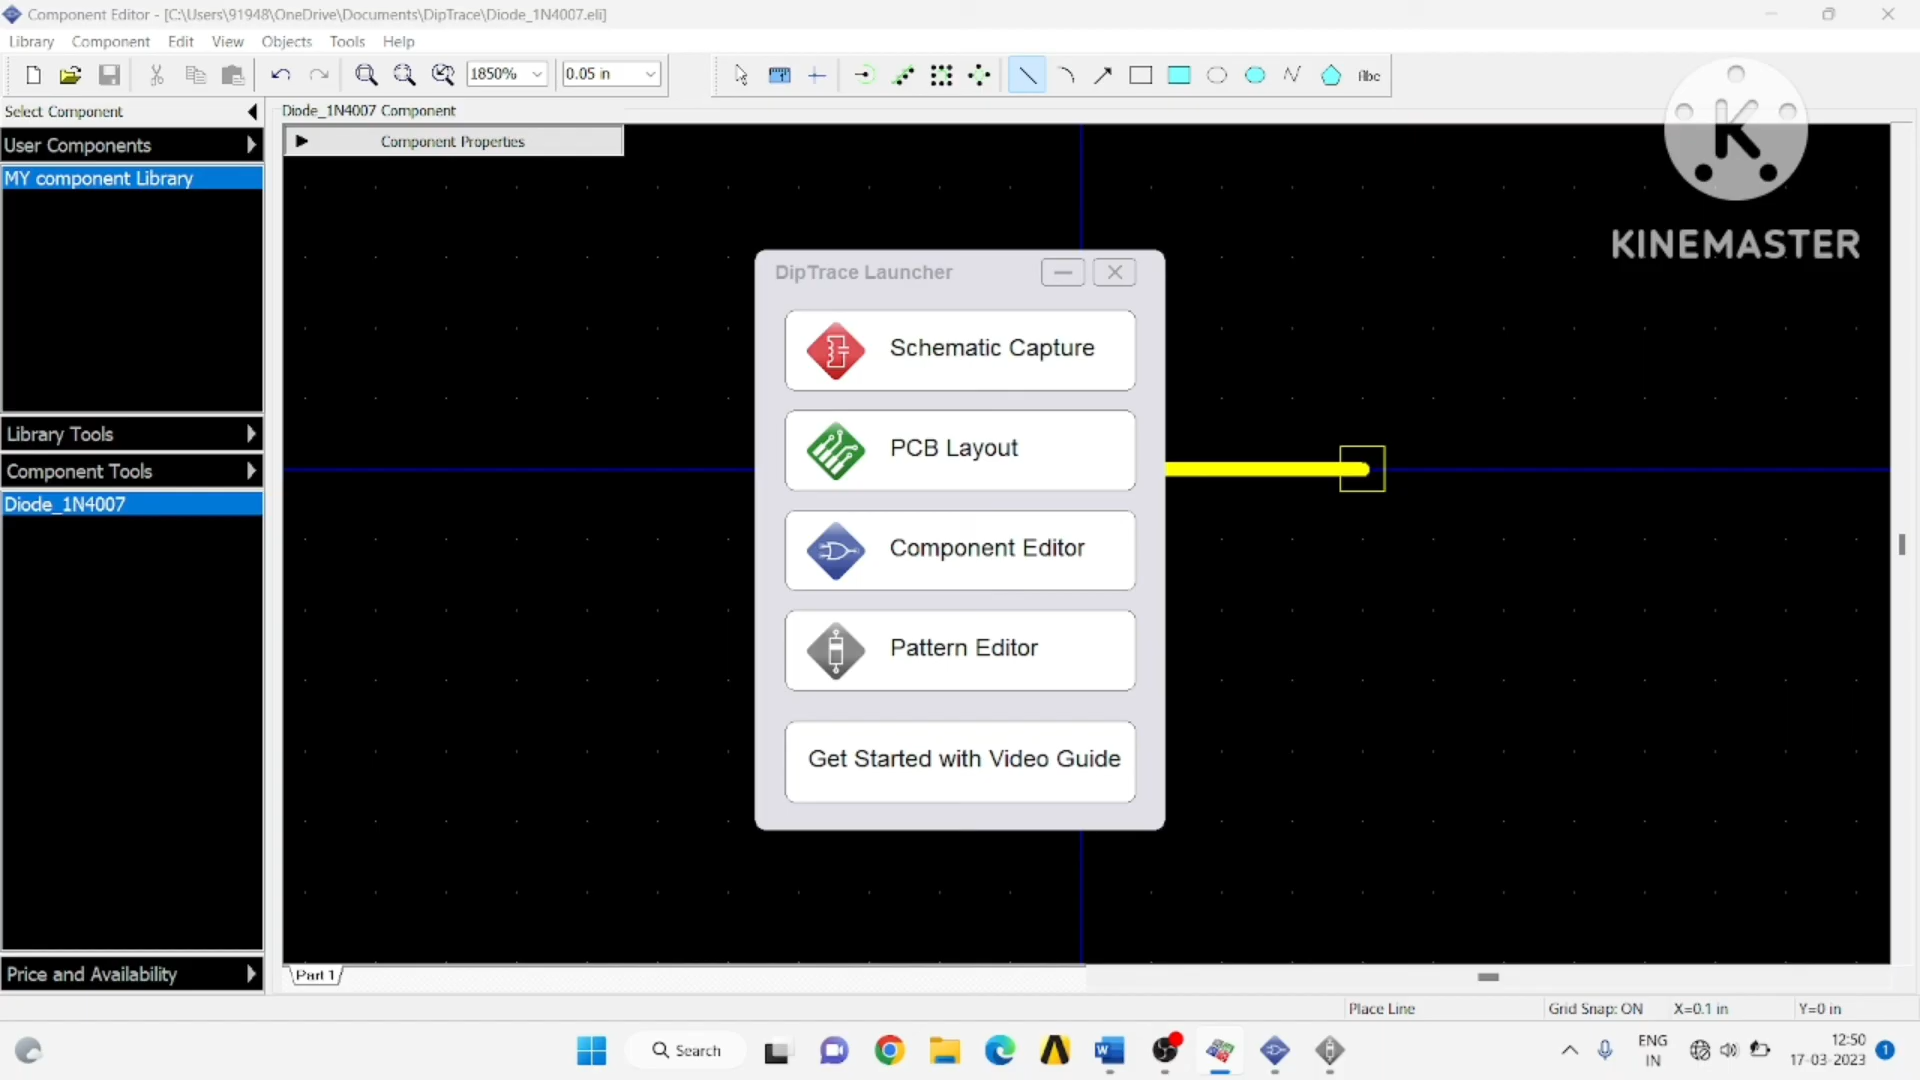 Component Editor - [C:\Users\91948\OneDrive\Documents\DipTrace\Diode_1N4007.eli]
Library Component Edit View Objects Tools Help
1850% 0.05 in Abc
Select Component
Diode_1N4007 Component
User Components
Component Properties
MY component Library
K
KINEMASTER
DipTrace Launcher
Schematic Capture
PCB Layout
Component Editor
Pattern Editor
Get Started with Video Guide
Library Tools
Component Tools
Diode_1N4007
Price and Availability
Part 1
Place Line Grid Snap: ON X=0.1 in Y=0 in
Search
ENG
IN
12:50
17-03-2023
1